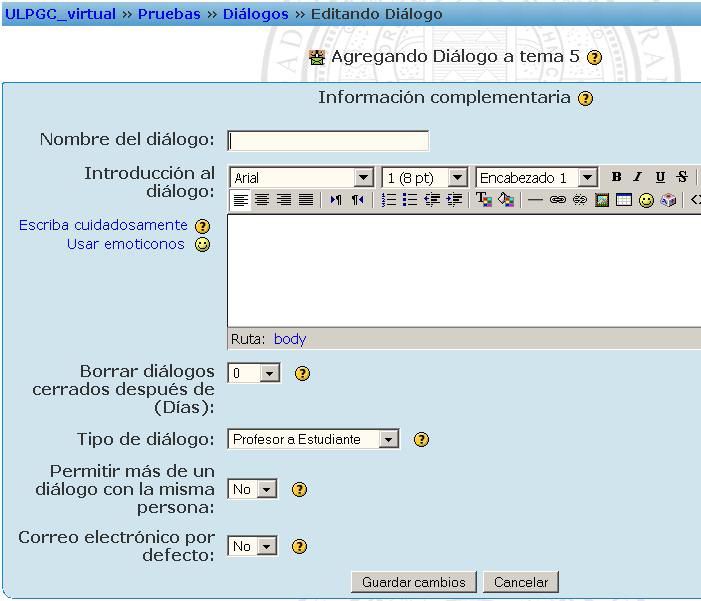 ULPGC_virtual » Pruebas » Diálogos » Editando Diálogo
Agregando Diálogo a tema 5 ?
Información complementaria ?
Nombre del diálogo:
Introducción al
diálogo:
Arial 1 (8 pt) Encabezado 1 B I U S
Escriba cuidadosamente ?
Usar emoticonos
Ruta: body
Borrar diálogos
cerrados después de
(Días):
0 ?
Tipo de diálogo: Profesor a Estudiante ?
Permitir más de un
diálogo con la misma
persona:
No ?
Correo electrónico por
defecto:
No ?
Guardar cambios Cancelar